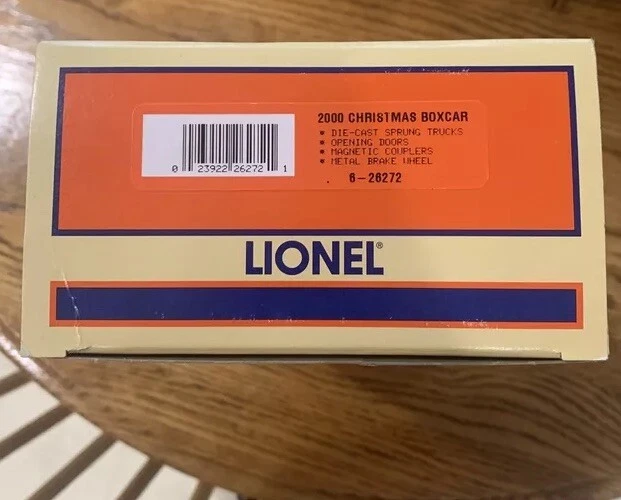 2000 CHRISTMAS BOXCAR
* DIE-CAST SPRUNG TRUCKS
* OPENING DOORS
* MAGNETIC COUPLERS
* METAL BRAKE WHEEL
6-26272
0 23922 26272 1
LIONEL®